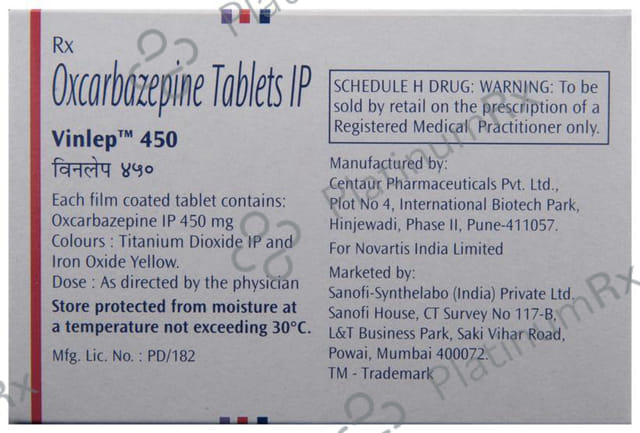 Rx
Oxcarbazepine Tablets IP
Vinlep™ 450
विनलेप ४५०
Each film coated tablet contains:
Oxcarbazepine IP 450 mg
Colours : Titanium Dioxide IP and
Iron Oxide Yellow.
Dose : As directed by the physician
Store protected from moisture at
a temperature not exceeding 30°C.
Mfg. Lic. No. : PD/182
SCHEDULE H DRUG: WARNING: To be
sold by retail on the prescription of a
Registered Medical Practitioner only.
Manufactured by:
Centaur Pharmaceuticals Pvt. Ltd.,
Plot No 4, International Biotech Park,
Hinjewadi, Phase II, Pune-411057.
For Novartis India Limited
Marketed by:
Sanofi-Synthelabo (India) Private Ltd.
Sanofi House, CT Survey No 117-B,
L&T Business Park, Saki Vihar Road,
Powai, Mumbai 400072.
TM - Trademark
PlatinumRx
PlatinumRx
Rx